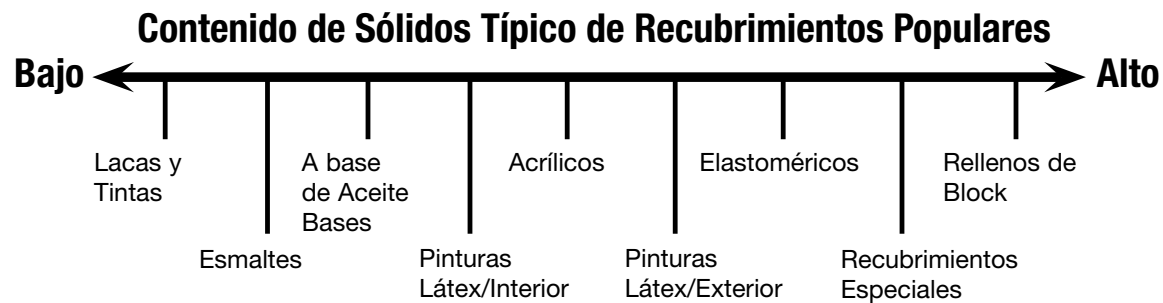 Contenido de Sólidos Típico de Recubrimientos Populares
Bajo
Alto
Lacas y
Tintas
Esmaltes
A base
de Aceite
Bases
Pinturas
Látex/Interior
Acrílicos
Pinturas
Látex/Exterior
Elastoméricos
Recubrimientos
Especiales
Rellenos de
Block